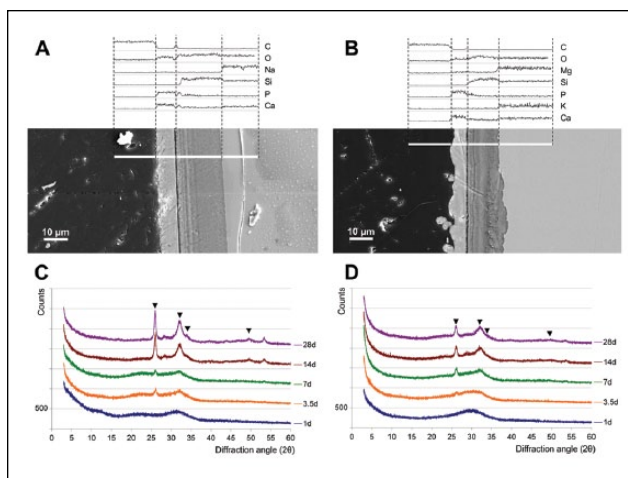 A
C
O
Na
Si
P
Ca
10 µm
B
C
O
Mg
Si
P
K
Ca
10 µm
C
Counts
500
28d
14d
7d
3.5d
1d
0 5 10 15 20 25 30 35 40 45 50 55 60
Diffraction angle (2θ)
D
Counts
500
28d
14d
7d
3.5d
1d
0 5 10 15 20 25 30 35 40 45 50 55 60
Diffraction angle (2θ)